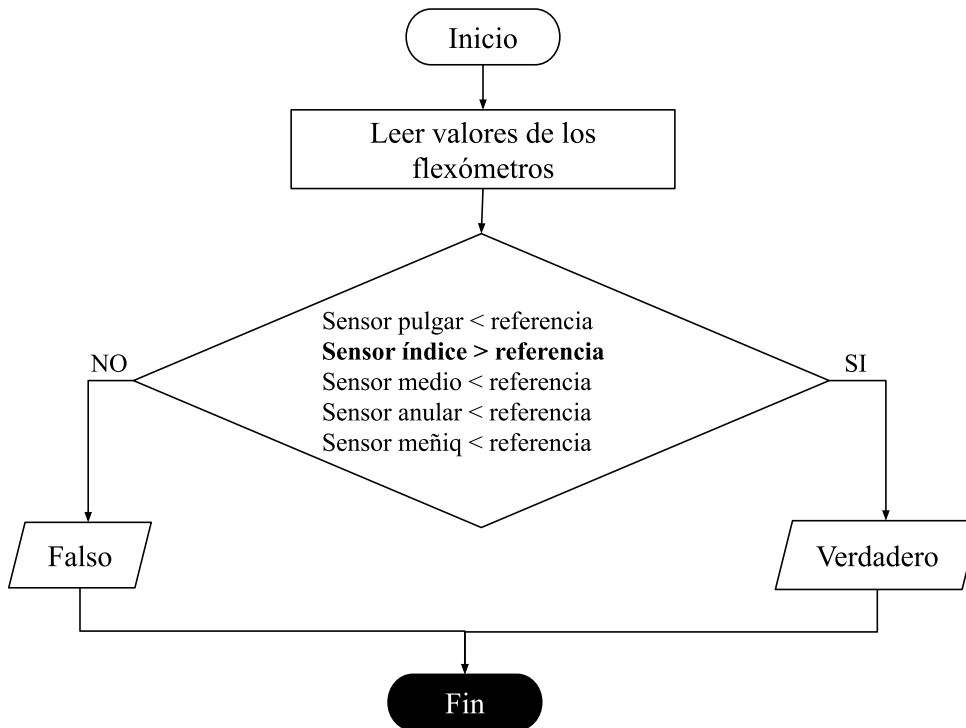 Inicio
Leer valores de los
flexómetros
Sensor pulgar < referencia
Sensor índice > referencia
Sensor medio < referencia
Sensor anular < referencia
Sensor meñiq < referencia
NO
SI
Falso
Verdadero
Fin